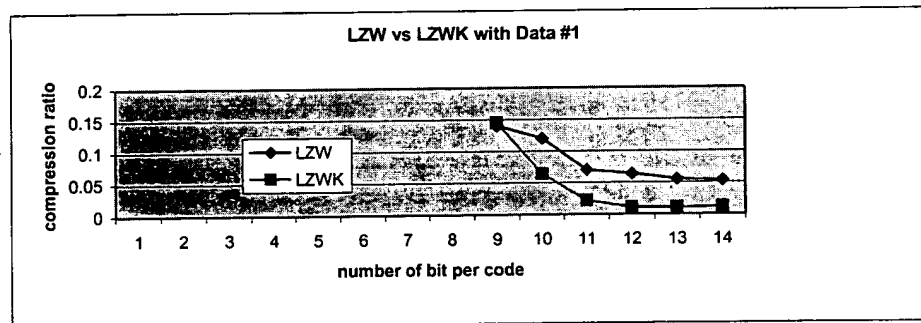 LZW vs LZWK with Data #1
compression ratio
0.2
0.15
0.1
0.05
0
LZW
LZWK
1 2 3 4 5 6 7 8 9 10 11 12 13 14
number of bit per code